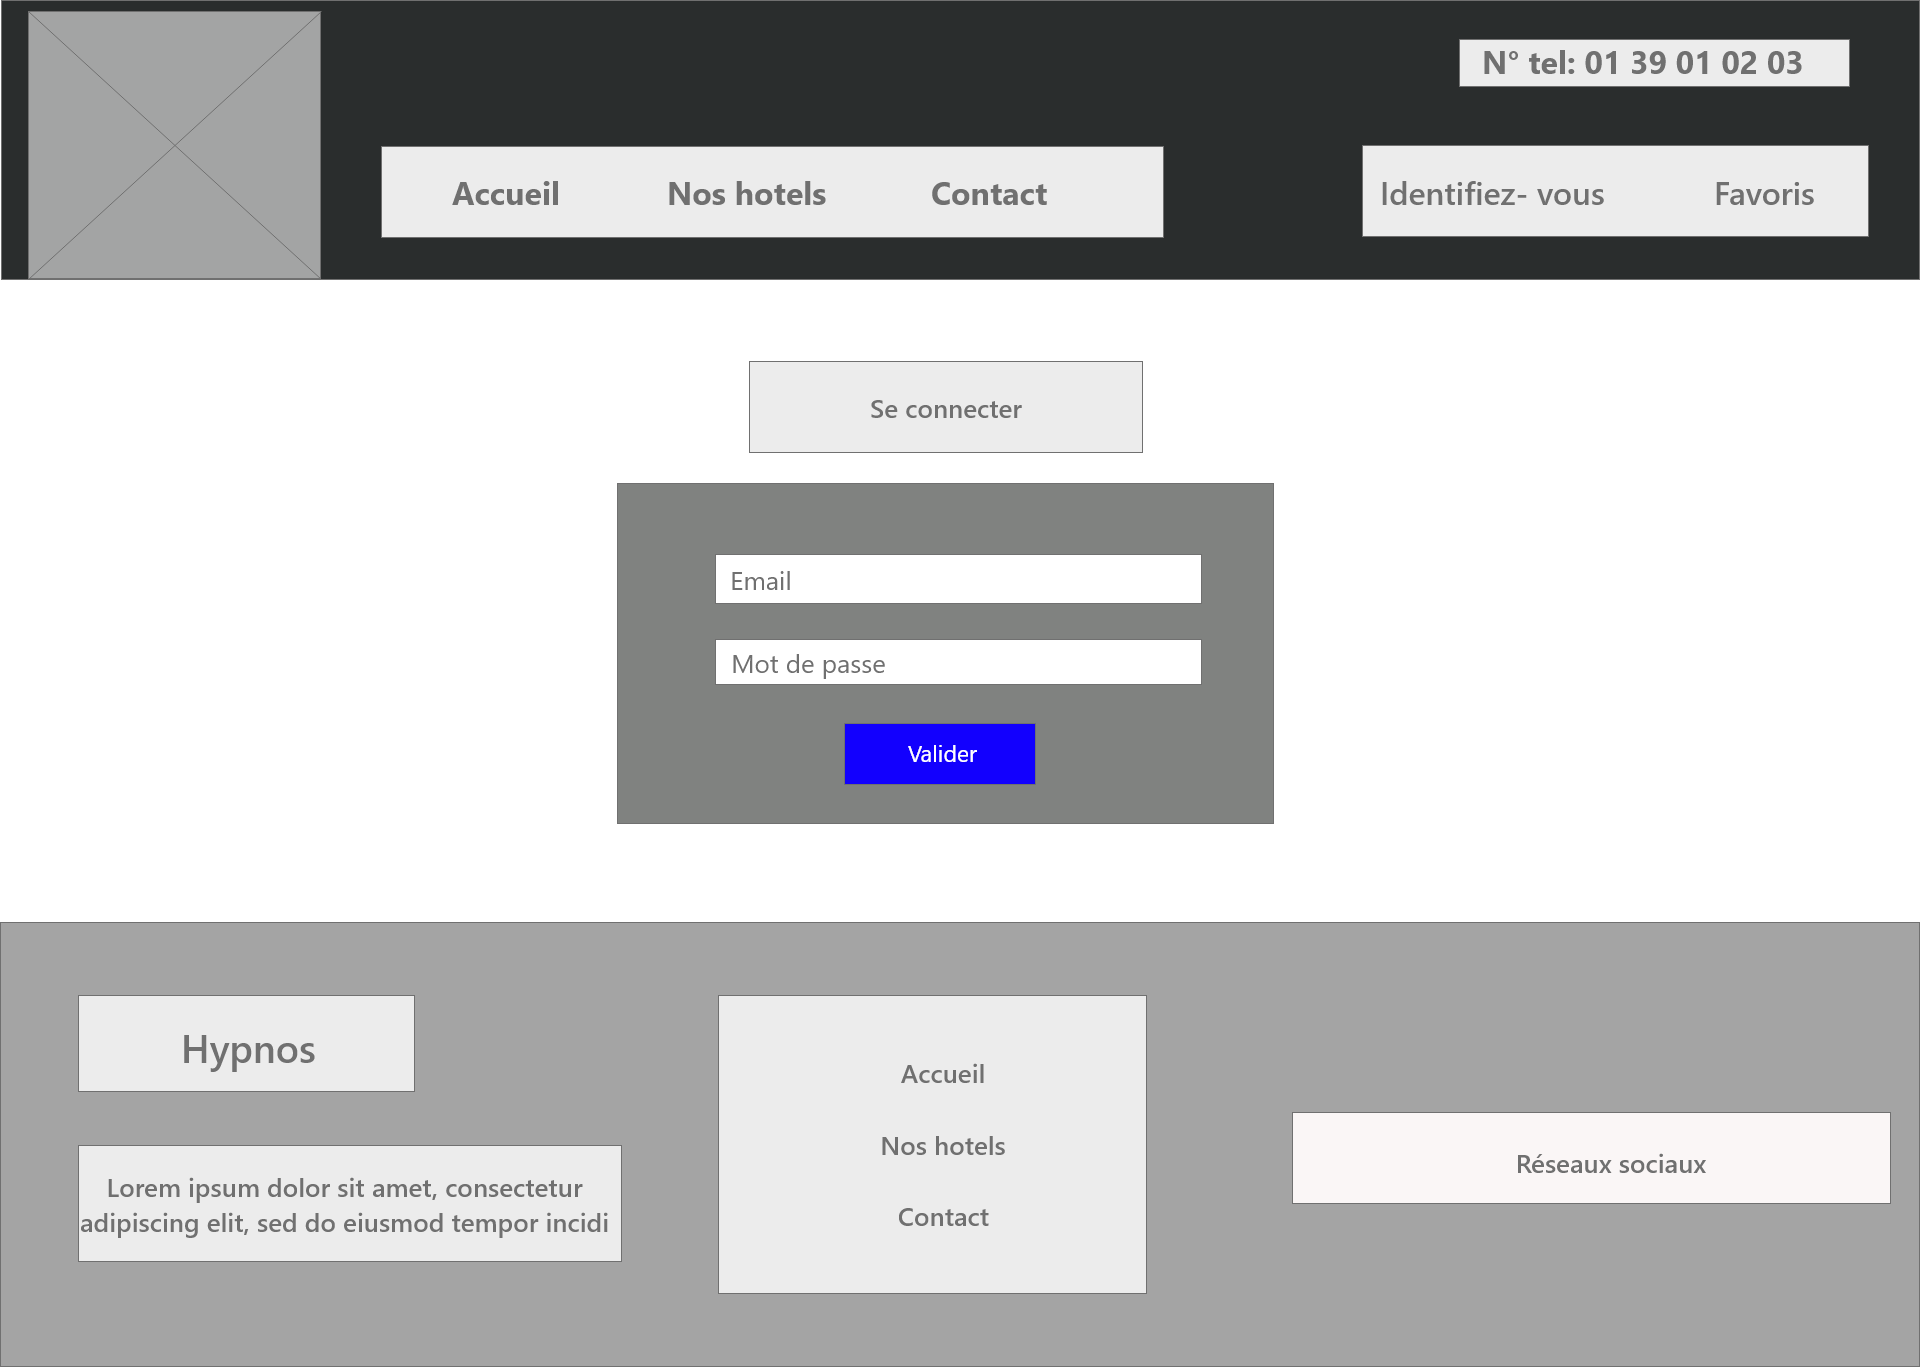 N° tel: 01 39 01 02 03
Accueil Nos hotels Contact
Identifiez- vous Favoris
Se connecter
Email
Mot de passe
Valider
Hypnos
Lorem ipsum dolor sit amet, consectetur
adipiscing elit, sed do eiusmod tempor incidi
Accueil
Nos hotels
Contact
Réseaux sociaux